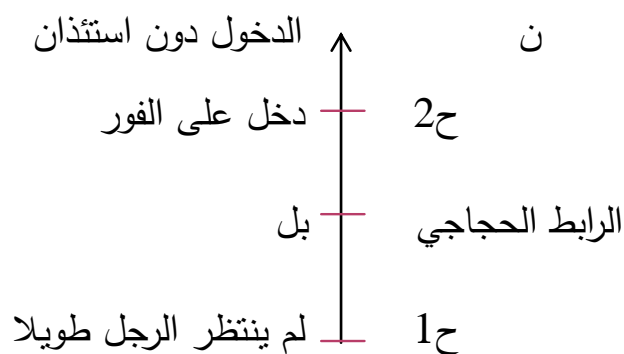 ن الدخول دون استئذان
ح2 دخل على الفور
الرابط الحجاجي بل
ح1 لم ينتظر الرجل طويلا